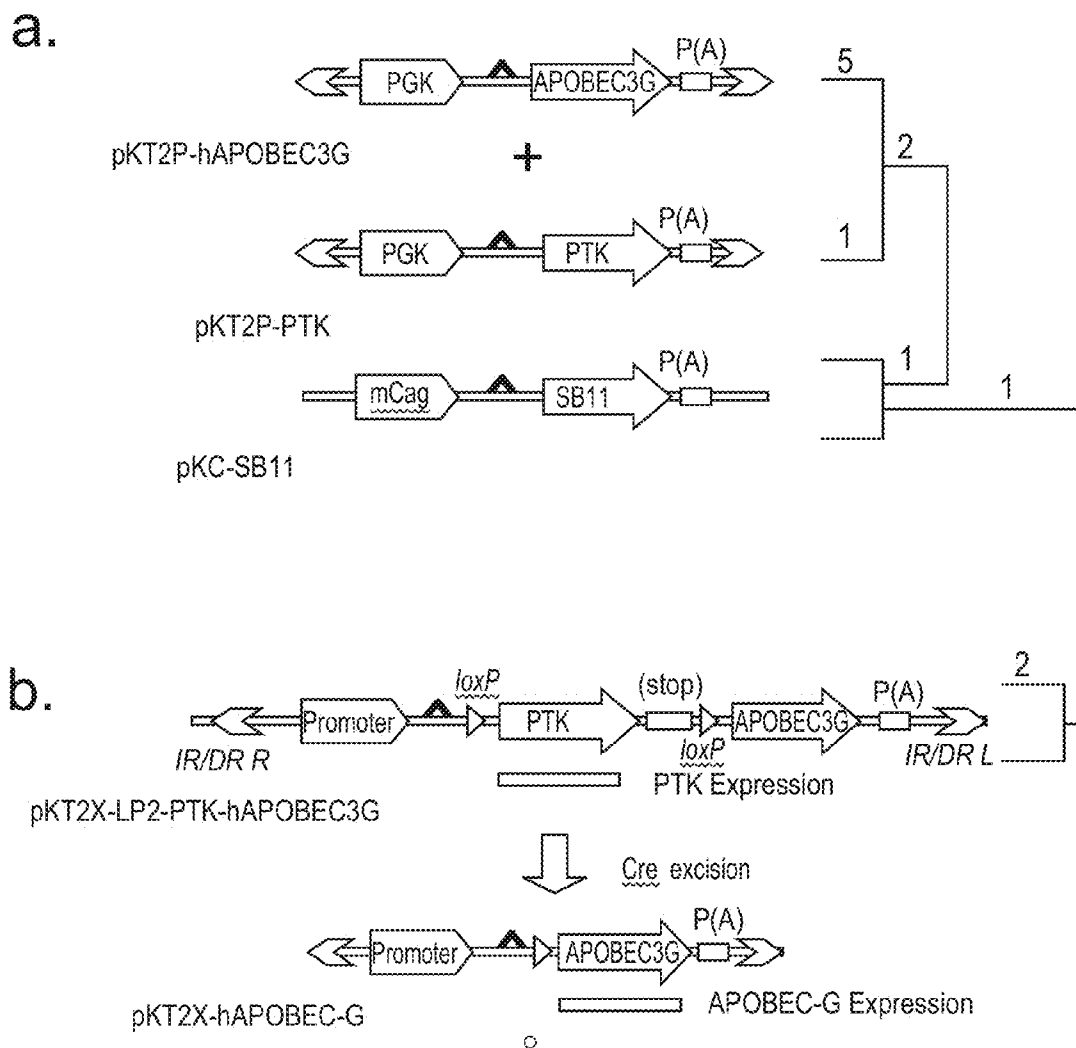 a.
PGK
APOBEC3G
P(A)
5
pKT2P-hAPOBEC3G
+
2
PGK
PTK
P(A)
1
pKT2P-PTK
mCag
SB11
P(A)
1
1
pKC-SB11
b.
Promoter
loxP
PTK
(stop)
loxP
APOBEC3G
P(A)
2
IR/DR R
IR/DR L
PTK Expression
pKT2X-LP2-PTK-hAPOBEC3G
Cre excision
Promoter
APOBEC3G
P(A)
pKT2X-hAPOBEC-G
APOBEC-G Expression